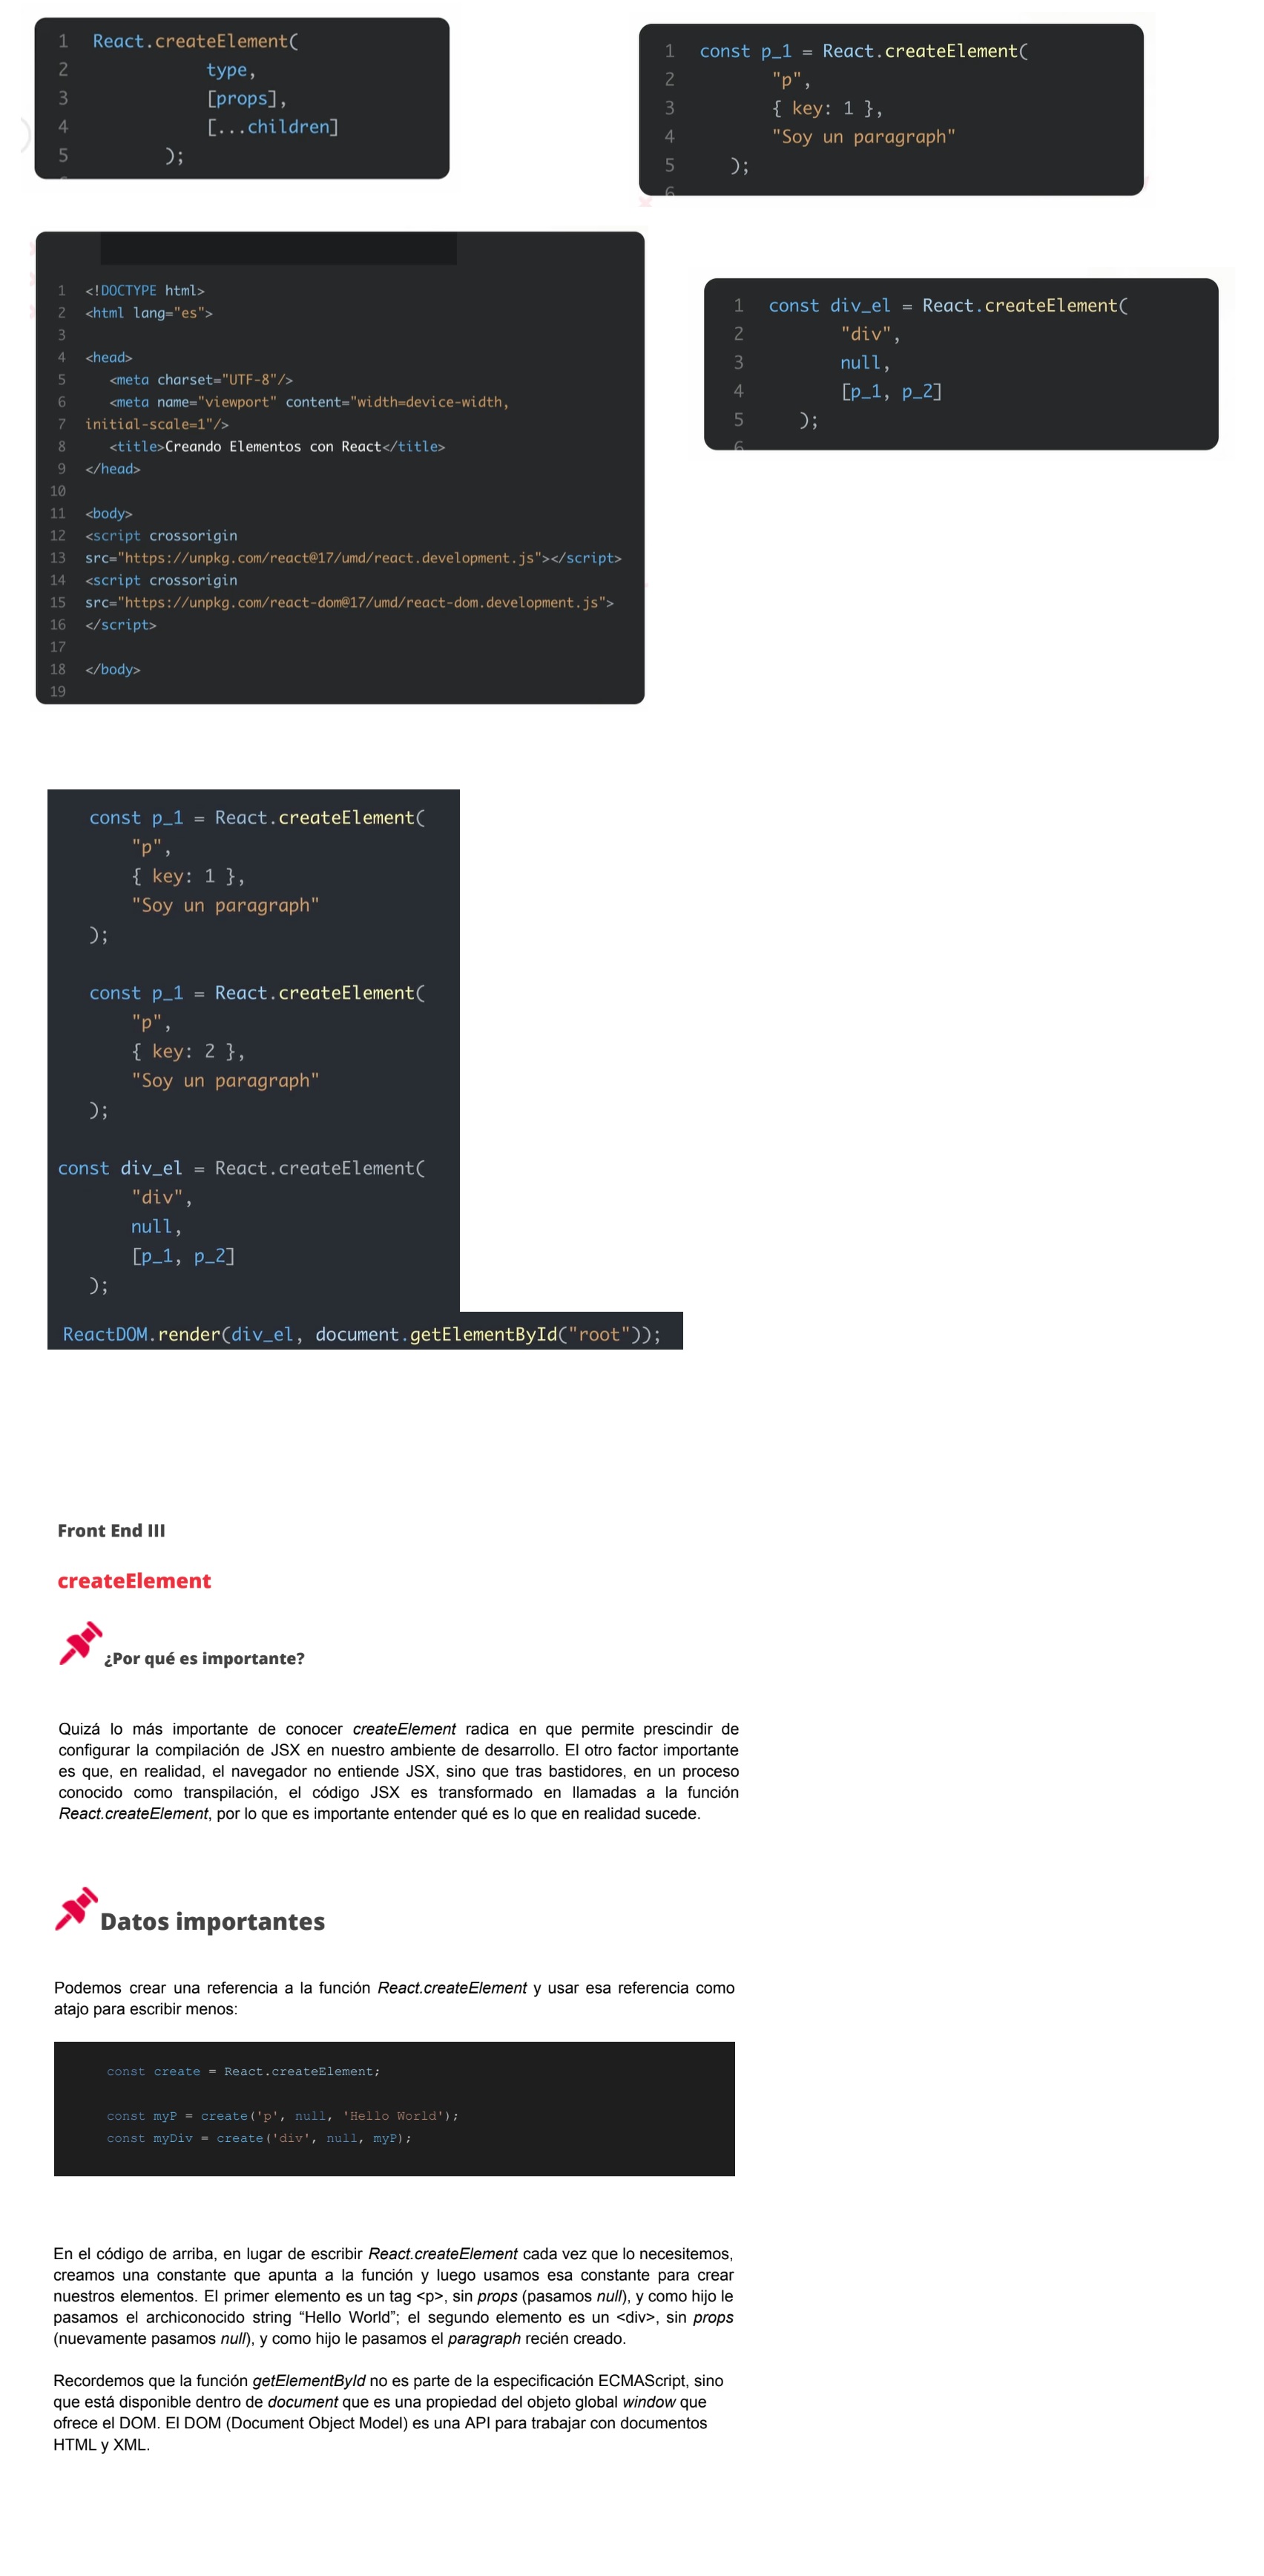 1 React.createElement(
2 type,
3 [props],
4 [...children]
5 );
1 const p_1 = React.createElement(
2 "p",
3 { key: 1 },
4 "Soy un paragraph"
5 );
6
1 <!DOCTYPE html>
2 <html lang="es">
3
4 <head>
5 <meta charset="UTF-8"/>
6 <meta name="viewport" content="width=device-width,
7 initial-scale=1"/>
8 <title>Creando Elementos con React</title>
9 </head>
10
11 <body>
12 <script crossorigin
13 src="https://unpkg.com/react@17/umd/react.development.js"></script>
14 <script crossorigin
15 src="https://unpkg.com/react-dom@17/umd/react-dom.development.js">
16 </script>
17
18 </body>
19
1 const div_el = React.createElement(
2 "div",
3 null,
4 [p_1, p_2]
5 );
6
const p_1 = React.createElement(
"p",
{ key: 1 },
"Soy un paragraph"
);
const p_1 = React.createElement(
"p",
{ key: 2 },
"Soy un paragraph"
);
const div_el = React.createElement(
"div",
null,
[p_1, p_2]
);
ReactDOM.render(div_el, document.getElementById("root"));
Front End III
createElement
¿Por qué es importante?
Quizá lo más importante de conocer createElement radica en que permite prescindir de
configurar la compilación de JSX en nuestro ambiente de desarrollo. El otro factor importante
es que, en realidad, el navegador no entiende JSX, sino que tras bastidores, en un proceso
conocido como transpilación, el código JSX es transformado en llamadas a la función
React.createElement, por lo que es importante entender qué es lo que en realidad sucede.
Datos importantes
Podemos crear una referencia a la función React.createElement y usar esa referencia como
atajo para escribir menos:
const create = React.createElement;
const myP = create('p', null, 'Hello World');
const myDiv = create('div', null, myP);
En el código de arriba, en lugar de escribir React.createElement cada vez que lo necesitemos,
creamos una constante que apunta a la función y luego usamos esa constante para crear
nuestros elementos. El primer elemento es un tag <p>, sin props (pasamos null), y como hijo le
pasamos el archiconocido string “Hello World”; el segundo elemento es un <div>, sin props
(nuevamente pasamos null), y como hijo le pasamos el paragraph recién creado.
Recordemos que la función getElementById no es parte de la especificación ECMAScript, sino
que está disponible dentro de document que es una propiedad del objeto global window que
ofrece el DOM. El DOM (Document Object Model) es una API para trabajar con documentos
HTML y XML.